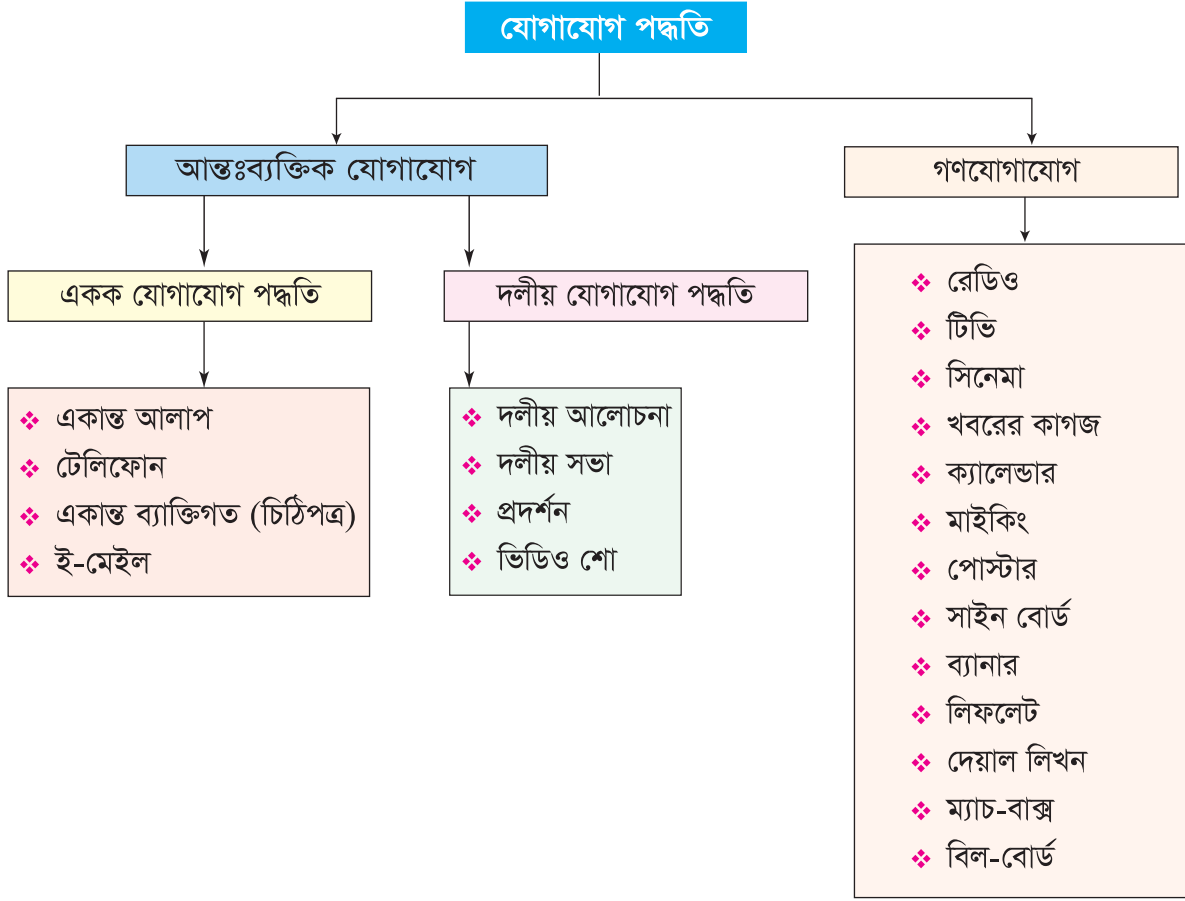 যোগাযোগ পদ্ধতি
আন্তঃব্যক্তিক যোগাযোগ
গণযোগাযোগ
একক যোগাযোগ পদ্ধতি
দলীয় যোগাযোগ পদ্ধতি
একান্ত আলাপ
টেলিফোন
একান্ত ব্যাক্তিগত (চিঠিপত্র)
ই-মেইল
দলীয় আলোচনা
দলীয় সভা
প্রদর্শন
ভিডিও শো
রেডিও
টিভি
সিনেমা
খবরের কাগজ
ক্যালেন্ডার
মাইকিং
পোস্টার
সাইন বোর্ড
ব্যানার
লিফলেট
দেয়াল লিখন
ম্যাচ-বাক্স
বিল-বোর্ড